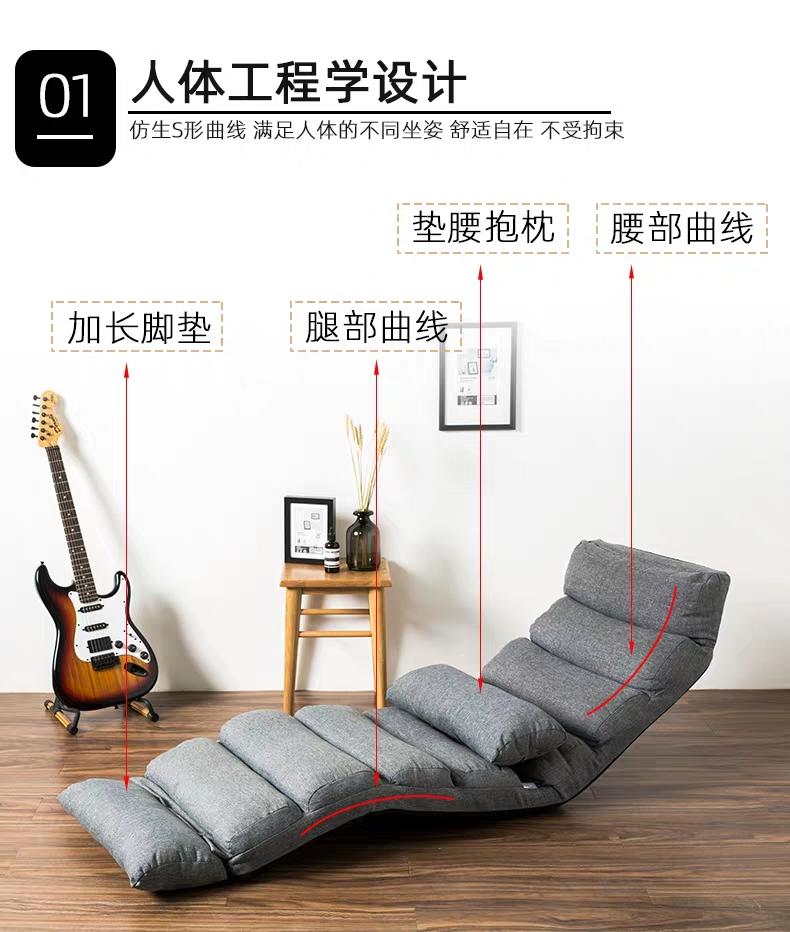 01
人体工程学设计
仿生S形曲线 满足人体的不同坐姿 舒适自在 不受拘束
垫腰抱枕
腰部曲线
加长脚垫
腿部曲线